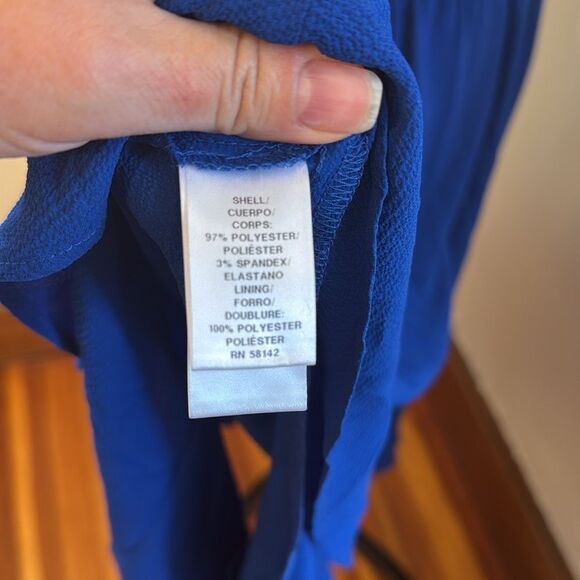 SHELL/
CUERPO/
CORPS:
97% POLYESTER/
POLIÉSTER
3% SPANDEX/
ELASTANO
LINING/
FORRO/
DOUBLURE:
100% POLYESTER
POLIÉSTER
RN 58142